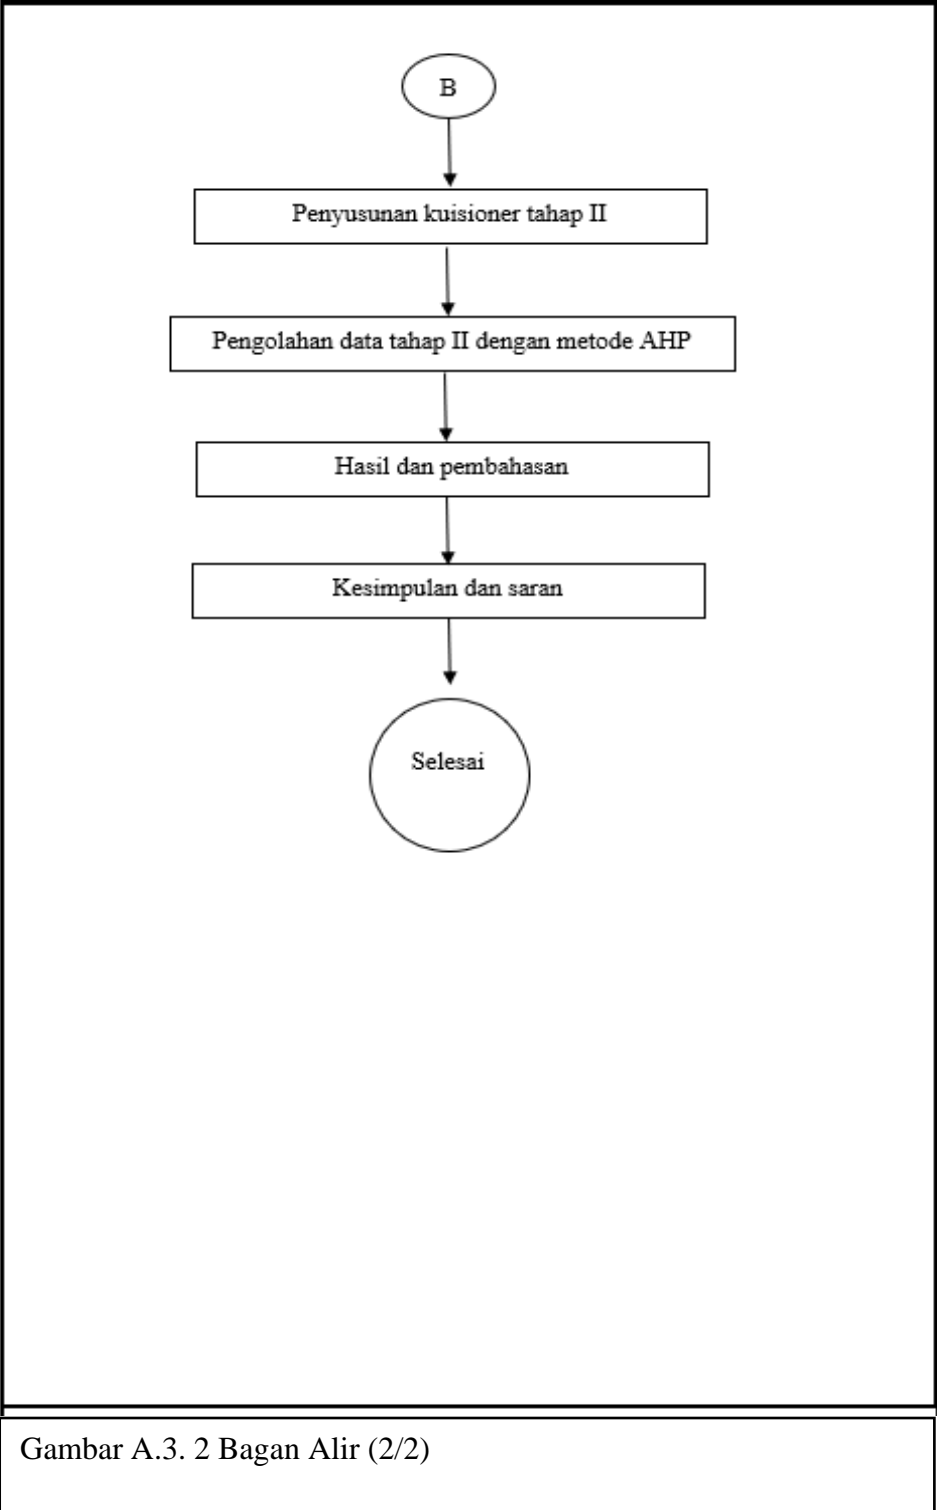 B
Penyusunan kuisioner tahap II
Pengolahan data tahap II dengan metode AHP
Hasil dan pembahasan
Kesimpulan dan saran
Selesai
Gambar A.3. 2 Bagan Alir (2/2)